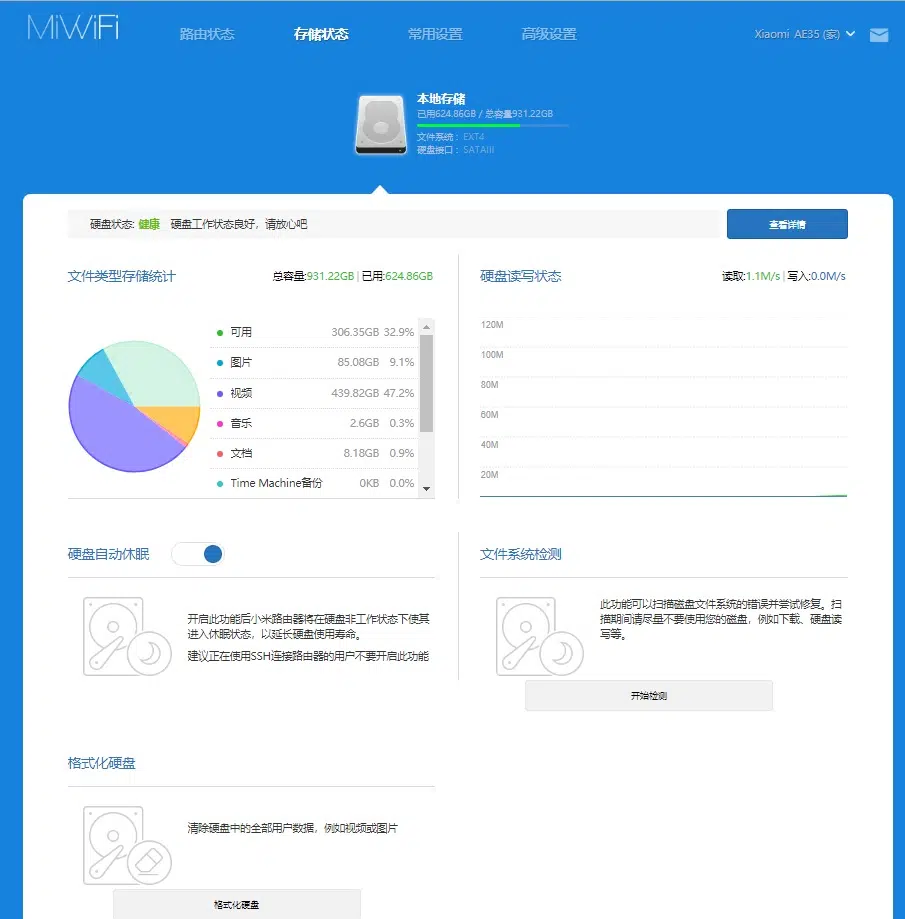 MiWiFi
路由状态 存储状态 常用设置 高级设置 Xiaomi AE35 (家)
本地存储
已用624.86GB / 总容量931.22GB
文件系统： EXT4
硬盘接口： SATAIII
硬盘状态: 健康 硬盘工作状态良好，请放心吧 查看详情
文件类型存储统计 总容量:931.22GB | 已用:624.86GB
可用 306.35GB 32.9%
图片 85.08GB 9.1%
视频 439.82GB 47.2%
音乐 2.6GB 0.3%
文档 8.18GB 0.9%
Time Machine备份 0KB 0.0%
硬盘读写状态 读取:1.1M/s | 写入:0.0M/s
120M
100M
80M
60M
40M
20M
硬盘自动休眠
开启此功能后小米路由器将在硬盘非工作状态下使其
进入休眠状态，以延长硬盘使用寿命。
建议正在使用SSH连接路由器的用户不要开启此功能
文件系统检测
此功能可以扫描磁盘文件系统的错误并尝试修复。扫
描期间请尽量不要使用您的磁盘，例如下载、硬盘读
写等。
开始检测
格式化硬盘
清除硬盘中的全部用户数据，例如视频或图片
格式化硬盘